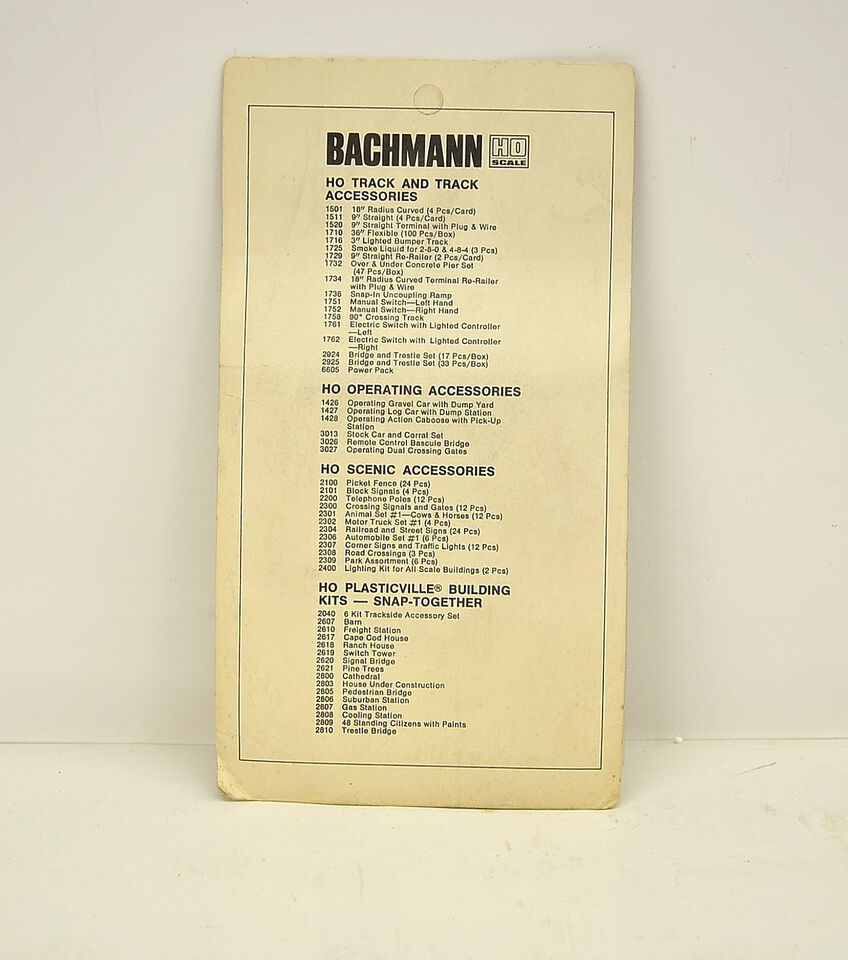 BACHMANN HO SCALE
HO TRACK AND TRACK
ACCESSORIES
1501 18" Radius Curved (4 Pcs/Card)
1511 9" Straight (4 Pcs/Card)
1520 9" Straight Terminal with Plug & Wire
1710 36" Flexible (100 Pcs/Box)
1716 3" Lighted Bumper Track
1725 Smoke Liquid for 2-8-0 & 4-8-4 (3 Pcs)
1729 9" Straight Re-Railer (2 Pcs/Card)
1732 Over & Under Concrete Pier Set
(47 Pcs/Box)
1734 18" Radius Curved Terminal Re-Railer
with Plug & Wire
1736 Snap-In Uncoupling Ramp
1751 Manual Switch—Left Hand
1752 Manual Switch—Right Hand
1758 90° Crossing Track
1761 Electric Switch with Lighted Controller
—Left
1762 Electric Switch with Lighted Controller
—Right
2924 Bridge and Trestle Set (17 Pcs/Box)
2925 Bridge and Trestle Set (33 Pcs/Box)
6605 Power Pack
HO OPERATING ACCESSORIES
1426 Operating Gravel Car with Dump Yard
1427 Operating Log Car with Dump Station
1428 Operating Action Caboose with Pick-Up
Station
3013 Stock Car and Corral Set
3026 Remote Control Bascule Bridge
3027 Operating Dual Crossing Gates
HO SCENIC ACCESSORIES
2100 Picket Fence (24 Pcs)
2101 Block Signals (4 Pcs)
2200 Telephone Poles (12 Pcs)
2300 Crossing Signals and Gates (12 Pcs)
2301 Animal Set #1—Cows & Horses (12 Pcs)
2302 Motor Truck Set #1 (4 Pcs)
2304 Railroad and Street Signs (24 Pcs)
2306 Automobile Set #1 (6 Pcs)
2307 Corner Signs and Traffic Lights (12 Pcs)
2308 Road Crossings (3 Pcs)
2309 Park Assortment (6 Pcs)
2400 Lighting Kit for All Scale Buildings (2 Pcs)
HO PLASTICVILLE® BUILDING
KITS — SNAP-TOGETHER
2040 6 Kit Trackside Accessory Set
2607 Barn
2610 Freight Station
2617 Cape Cod House
2618 Ranch House
2619 Switch Tower
2620 Signal Bridge
2621 Pine Trees
2800 Cathedral
2803 House Under Construction
2805 Pedestrian Bridge
2806 Suburban Station
2807 Gas Station
2808 Cooling Station
2809 48 Standing Citizens with Paints
2810 Trestle Bridge